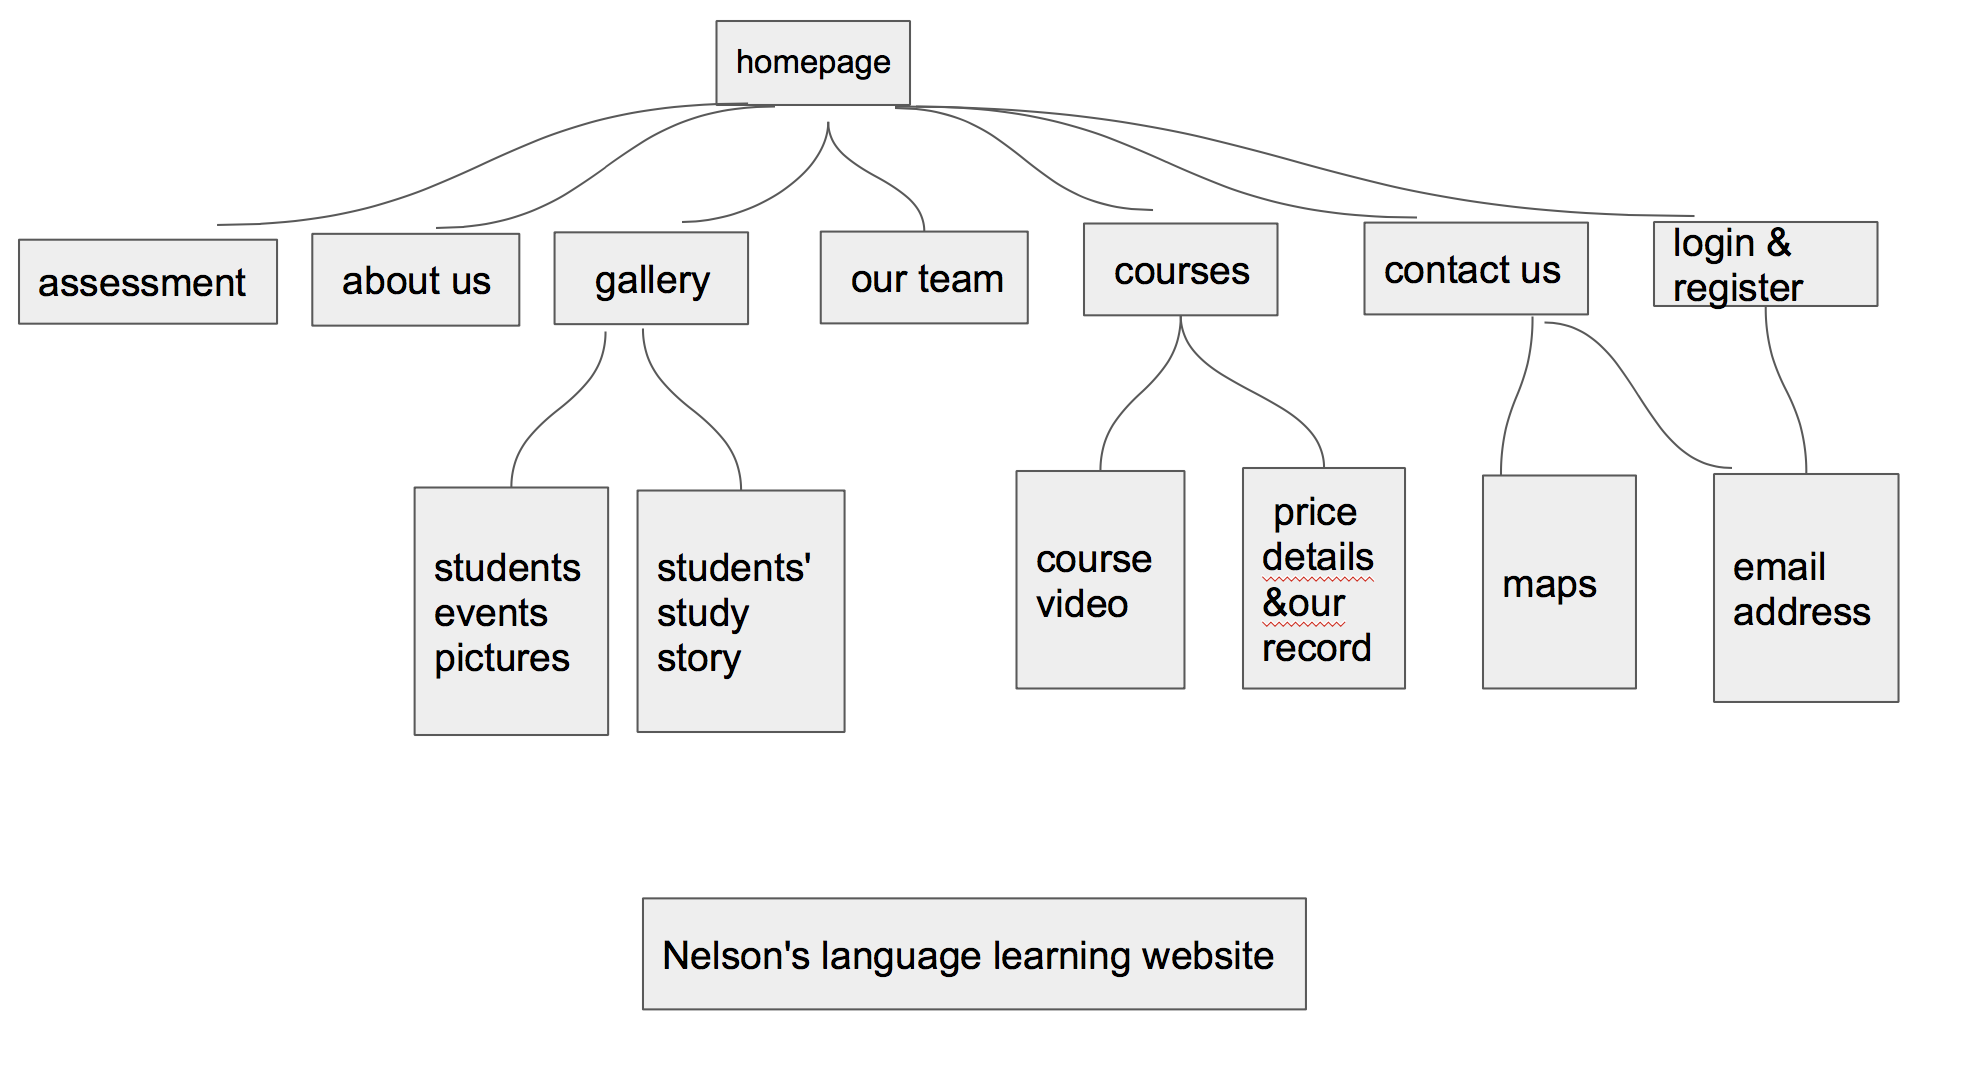 homepage
assessment
about us
gallery
our team
courses
contact us
login &
register
students
events
pictures
students'
study
story
course
video
price
details
&our
record
maps
email
address
Nelson's language learning website